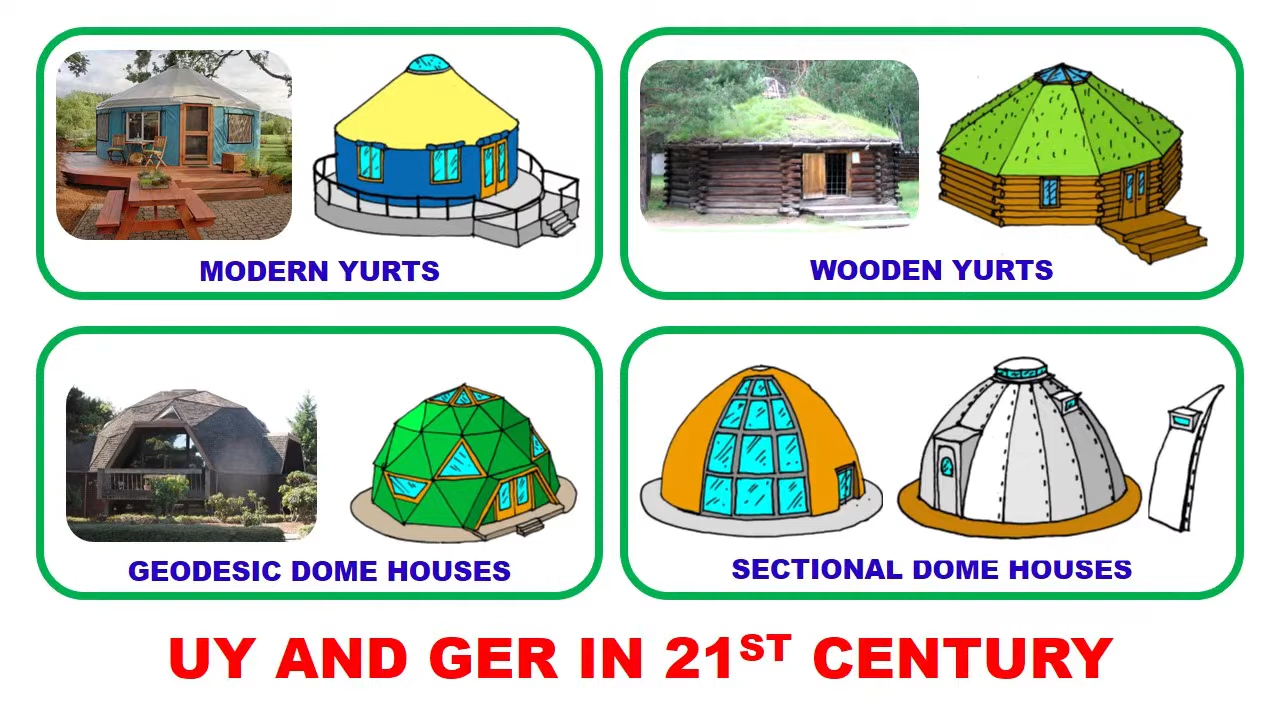 MODERN YURTS
WOODEN YURTS
GEODESIC DOME HOUSES
SECTIONAL DOME HOUSES
UY AND GER IN 21ST CENTURY